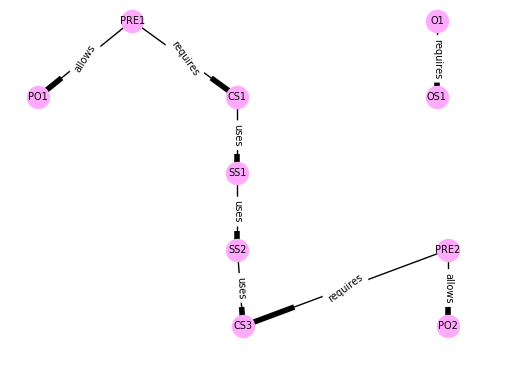 PRE1
O1
allows
requires
requires
PO1
CS1
OS1
uses
SS1
uses
SS2
PRE2
uses
requires
allows
CS3
PO2